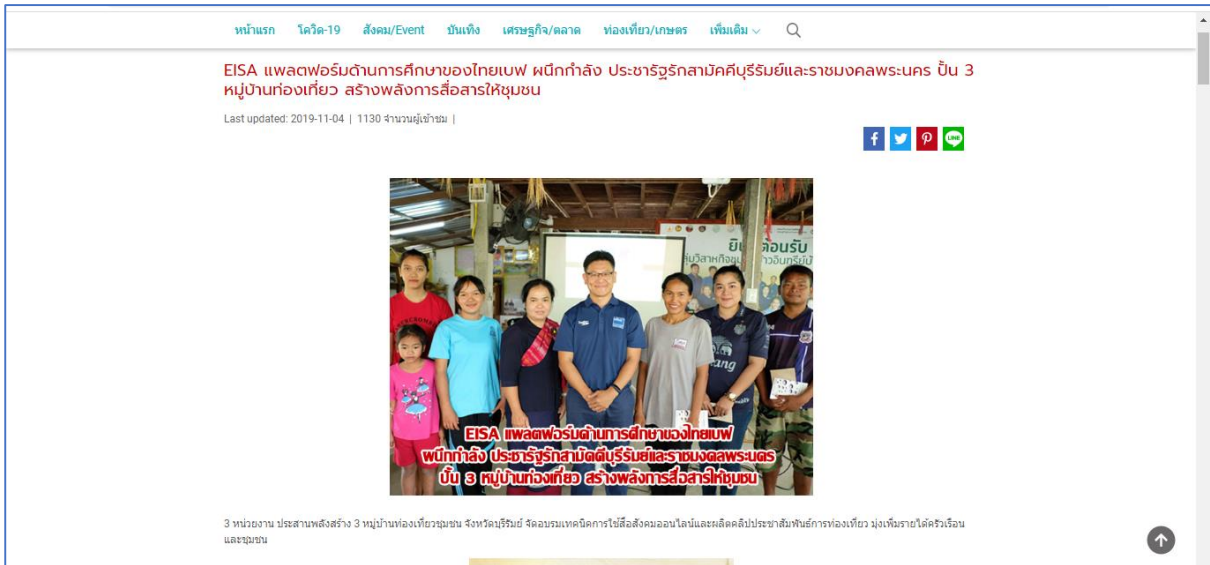 หน้าแรก โควิด-19 สังคม/Event บันเทิง เศรษฐกิจ/ตลาด ท่องเที่ยว/เกษตร เพิ่มเติม
EISA แพลตฟอร์มด้านการศึกษาของไทยเบฟ ผนึกกำลัง ประชารัฐรักสามัคคีบุรีรัมย์และราชมงคลพระนคร ปั้น 3
หมู่บ้านท่องเที่ยว สร้างพลังการสื่อสารให้ชุมชน
Last updated: 2019-11-04 | 1130 จำนวนผู้เข้าชม |
LINE
EISA แพลตฟอร์มด้านการศึกษาของไทยเบฟ
ผนึกกำลัง ประชารัฐรักสามัคคีบุรีรัมย์และราชมงคลพระนคร
ปั้น 3 หมู่บ้านท่องเที่ยว สร้างพลังการสื่อสารให้ชุมชน
3 หน่วยงาน ประสานพลังสร้าง 3 หมู่บ้านท่องเที่ยวชุมชน จังหวัดบุรีรัมย์ จัดอบรมเทคนิคการใช้สื่อสังคมออนไลน์และผลิตคลิปประชาสัมพันธ์การท่องเที่ยว มุ่งเพิ่มรายได้ครัวเรือน
และชุมชน